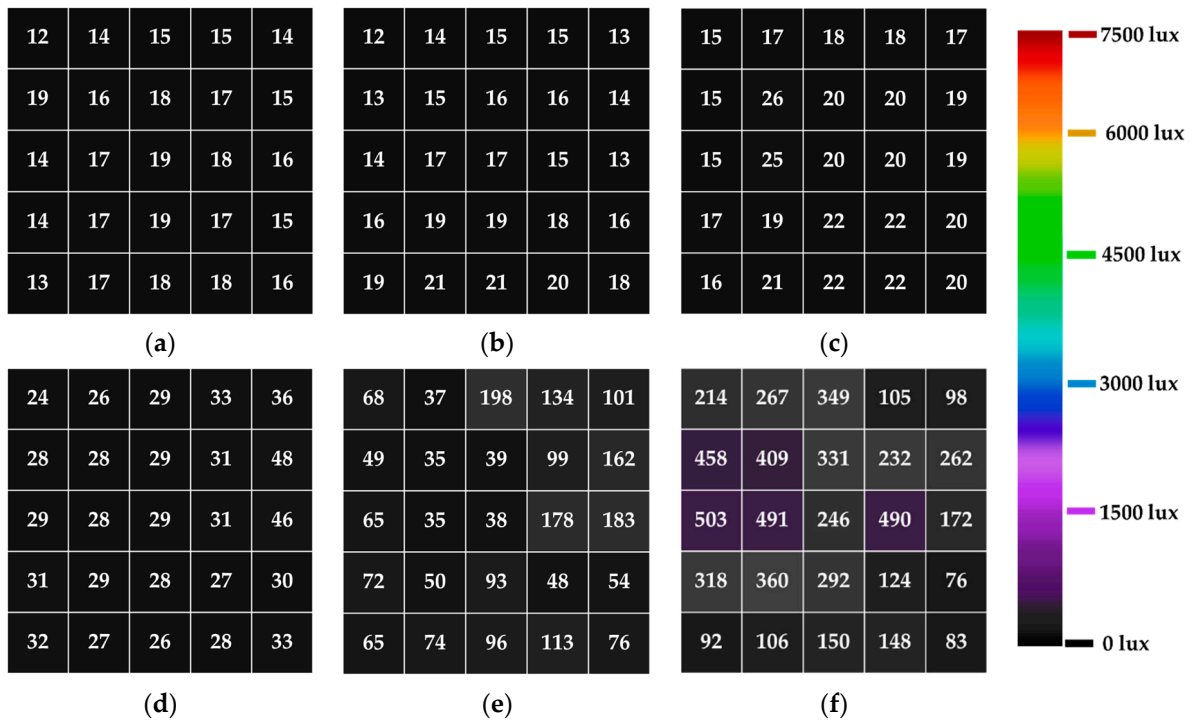 12 14 15 15 14
19 16 18 17 15
14 17 19 18 16
14 17 19 17 15
13 17 18 18 16
(a)
12 14 15 15 13
13 15 16 16 14
14 17 17 15 13
16 19 19 18 16
19 21 21 20 18
(b)
15 17 18 18 17
15 26 20 20 19
15 25 20 20 19
17 19 22 22 20
16 21 22 22 20
(c)
24 26 29 33 36
28 28 29 31 48
29 28 29 31 46
31 29 28 27 30
32 27 26 28 33
(d)
68 37 198 134 101
49 35 39 99 162
65 35 38 178 183
72 50 93 48 54
65 74 96 113 76
(e)
214 267 349 105 98
458 409 331 232 262
503 491 246 490 172
318 360 292 124 76
92 106 150 148 83
(f)
7500 lux
6000 lux
4500 lux
3000 lux
1500 lux
0 lux